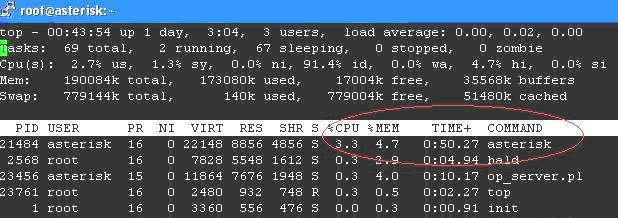 root@asterisk:~
top - 00:43:54 up 1 day, 3:04, 3 users, load average: 0.00, 0.02, 0.00
Tasks: 69 total, 2 running, 67 sleeping, 0 stopped, 0 zombie
Cpu(s): 2.7% us, 1.3% sy, 0.0% ni, 91.4% id, 0.0% wa, 4.7% hi, 0.0% si
Mem: 190084k total, 173080k used, 17004k free, 35568k buffers
Swap: 779144k total, 140k used, 779004k free, 51480k cached
PID USER PR NI VIRT RES SHR S %CPU %MEM TIME+ COMMAND
21484 asterisk 16 0 22148 8856 4856 S 3.3 4.7 0:50.27 asterisk
2568 root 16 0 7828 5548 1612 S 0.3 2.9 0:04.94 hald
23456 asterisk 15 0 11864 7676 1948 S 0.3 4.0 0:10.17 op_server.pl
23761 root 16 0 2480 932 748 R 0.3 0.5 0:02.27 top
1 root 16 0 3360 556 476 S 0.0 0.3 0:00.91 init